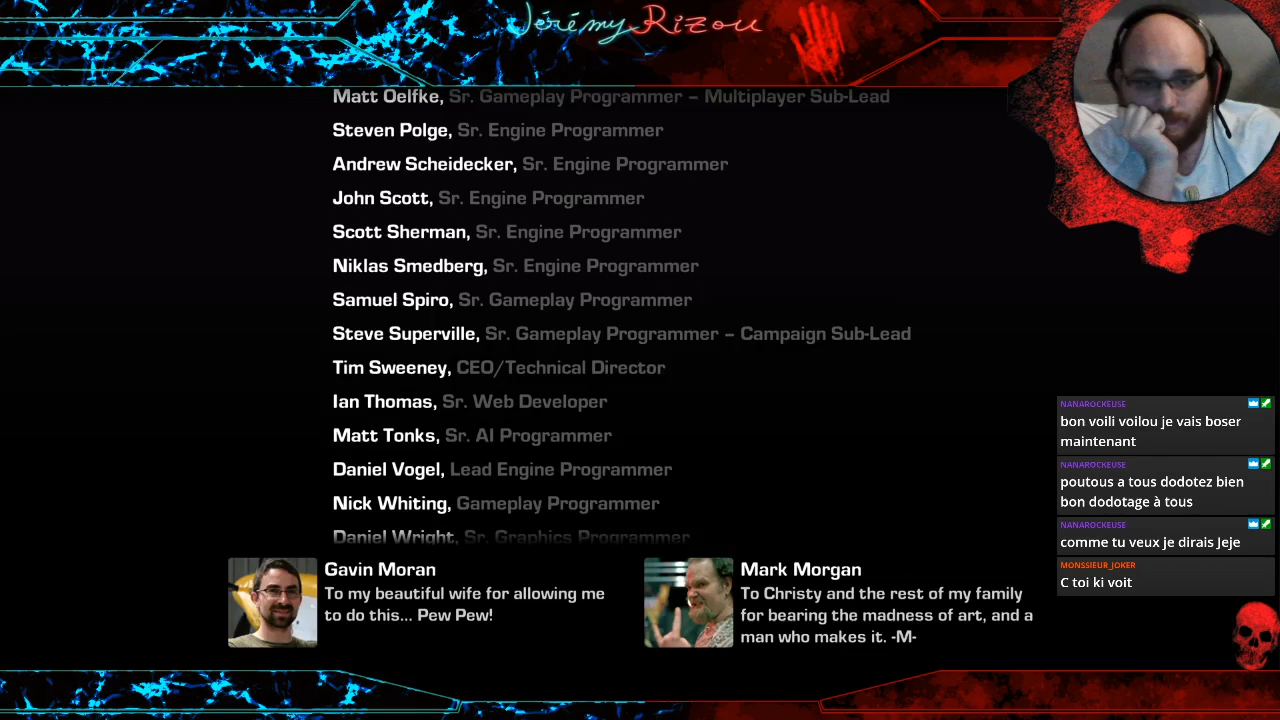 Jérémy Rizou
Matt Oelfke, Sr. Gameplay Programmer – Multiplayer Sub-Lead
Steven Polge, Sr. Engine Programmer
Andrew Scheidecker, Sr. Engine Programmer
John Scott, Sr. Engine Programmer
Scott Sherman, Sr. Engine Programmer
Niklas Smedberg, Sr. Engine Programmer
Samuel Spiro, Sr. Gameplay Programmer
Steve Superville, Sr. Gameplay Programmer – Campaign Sub-Lead
Tim Sweeney, CEO/Technical Director
Ian Thomas, Sr. Web Developer
Matt Tonks, Sr. AI Programmer
Daniel Vogel, Lead Engine Programmer
Nick Whiting, Gameplay Programmer
Daniel Wright, Sr. Graphics Programmer
Gavin Moran
To my beautiful wife for allowing me
to do this... Pew Pew!
Mark Morgan
To Christy and the rest of my family
for bearing the madness of art, and a
man who makes it. -M-
NANAROCKEUSE
bon voili voilou je vais boser
maintenant
NANAROCKEUSE
poutous a tous dodotez bien
bon dodotage à tous
NANAROCKEUSE
comme tu veux je dirais Jeje
MONSSIEUR_JOKER
C toi ki voit